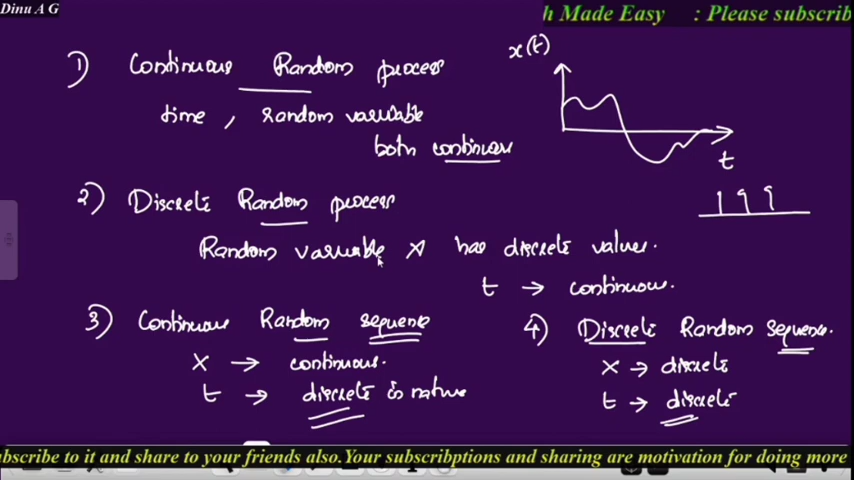 Dinu A G
h Made Easy : Please subscrib
1) Continuous Random process
time , random variable
both continuous
x(t)
t
2) Discrete Random process
Random variable X has discrete values.
t → continuous.
3) Continuous Random sequence
X → continuous.
t → discrete in nature
4) Discrete Random sequence.
X → discrete
t → discrete
ubscribe to it and share to your friends also.Your subscribptions and sharing are motivation for doing more